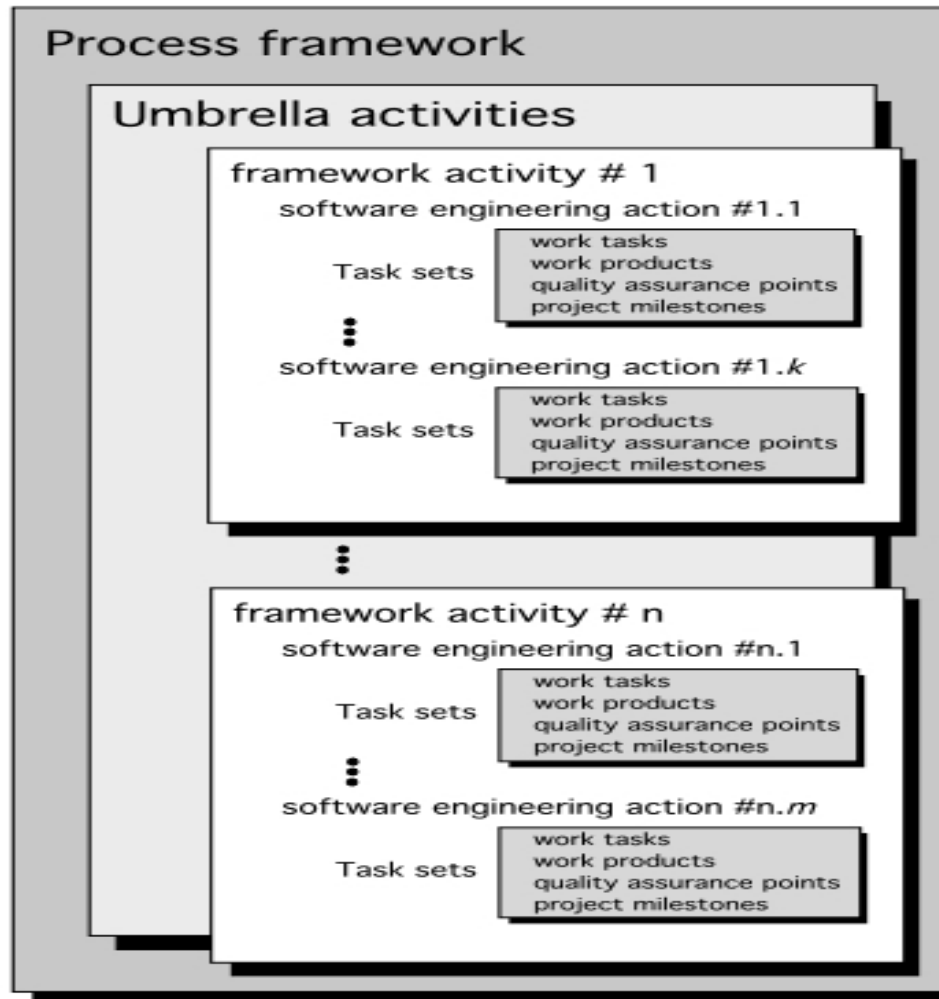 Process framework
Umbrella activities
framework activity # 1
software engineering action #1.1
Task sets
work tasks
work products
quality assurance points
project milestones
software engineering action #1.k
Task sets
work tasks
work products
quality assurance points
project milestones
framework activity # n
software engineering action #n.1
Task sets
work tasks
work products
quality assurance points
project milestones
software engineering action #n.m
Task sets
work tasks
work products
quality assurance points
project milestones